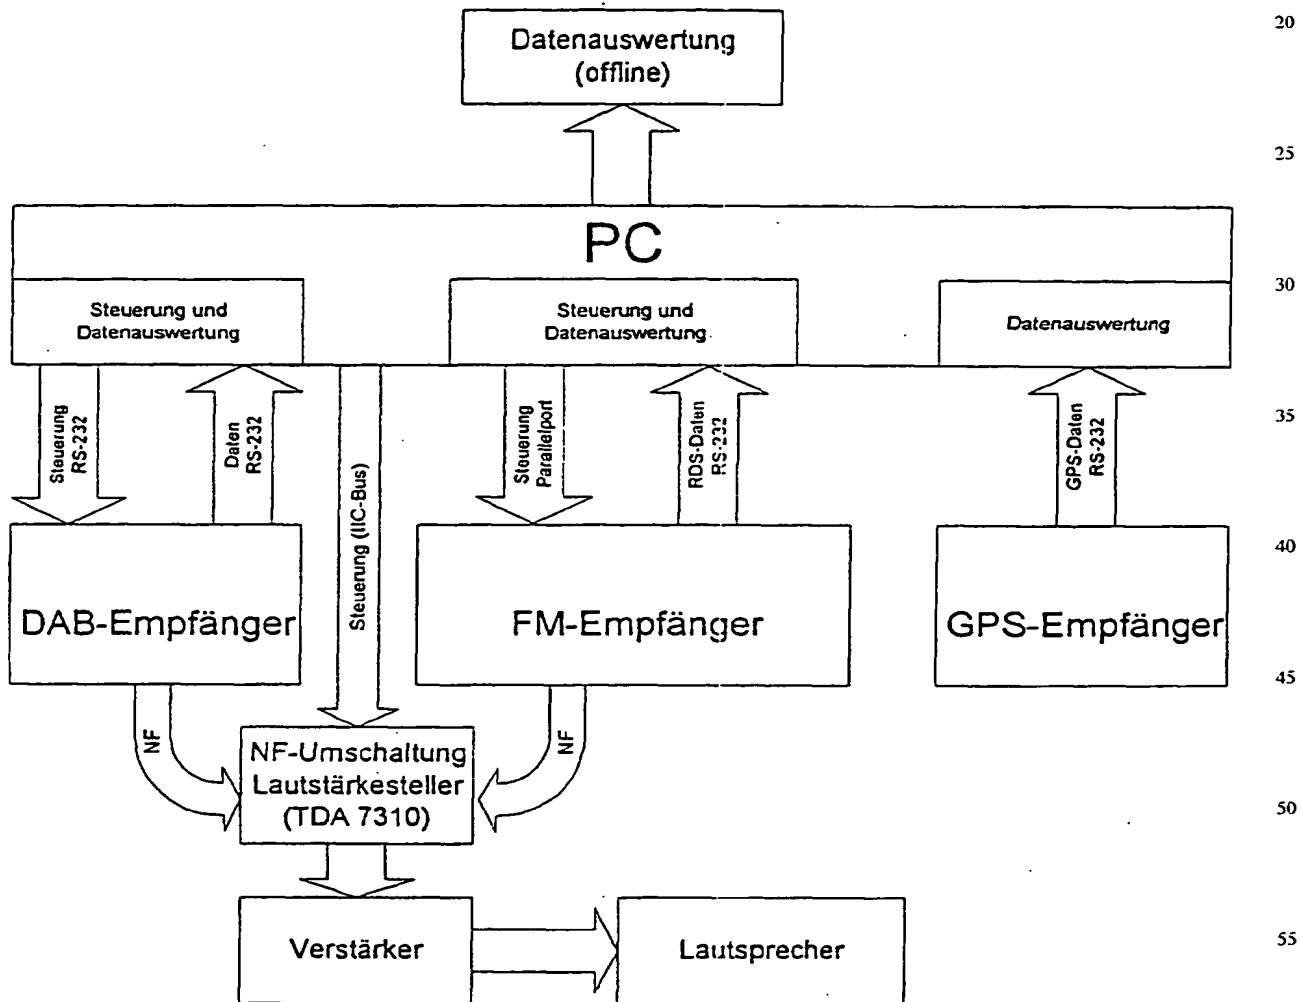 20
Datenauswertung
(offline)
25
PC
30
Steuerung und
Datenauswertung
Steuerung und
Datenauswertung
Datenauswertung
Steuerung
RS-232
Daten
RS-232
Steuerung (IIC-Bus)
Steuerung
Parallelport
RDS-Daten
RS-232
GPS-Daten
RS-232
35
40
DAB-Empfänger
FM-Empfänger
GPS-Empfänger
45
NF
NF
NF-Umschaltung
Lautstärkesteller
(TDA 7310)
50
Verstärker
Lautsprecher
55